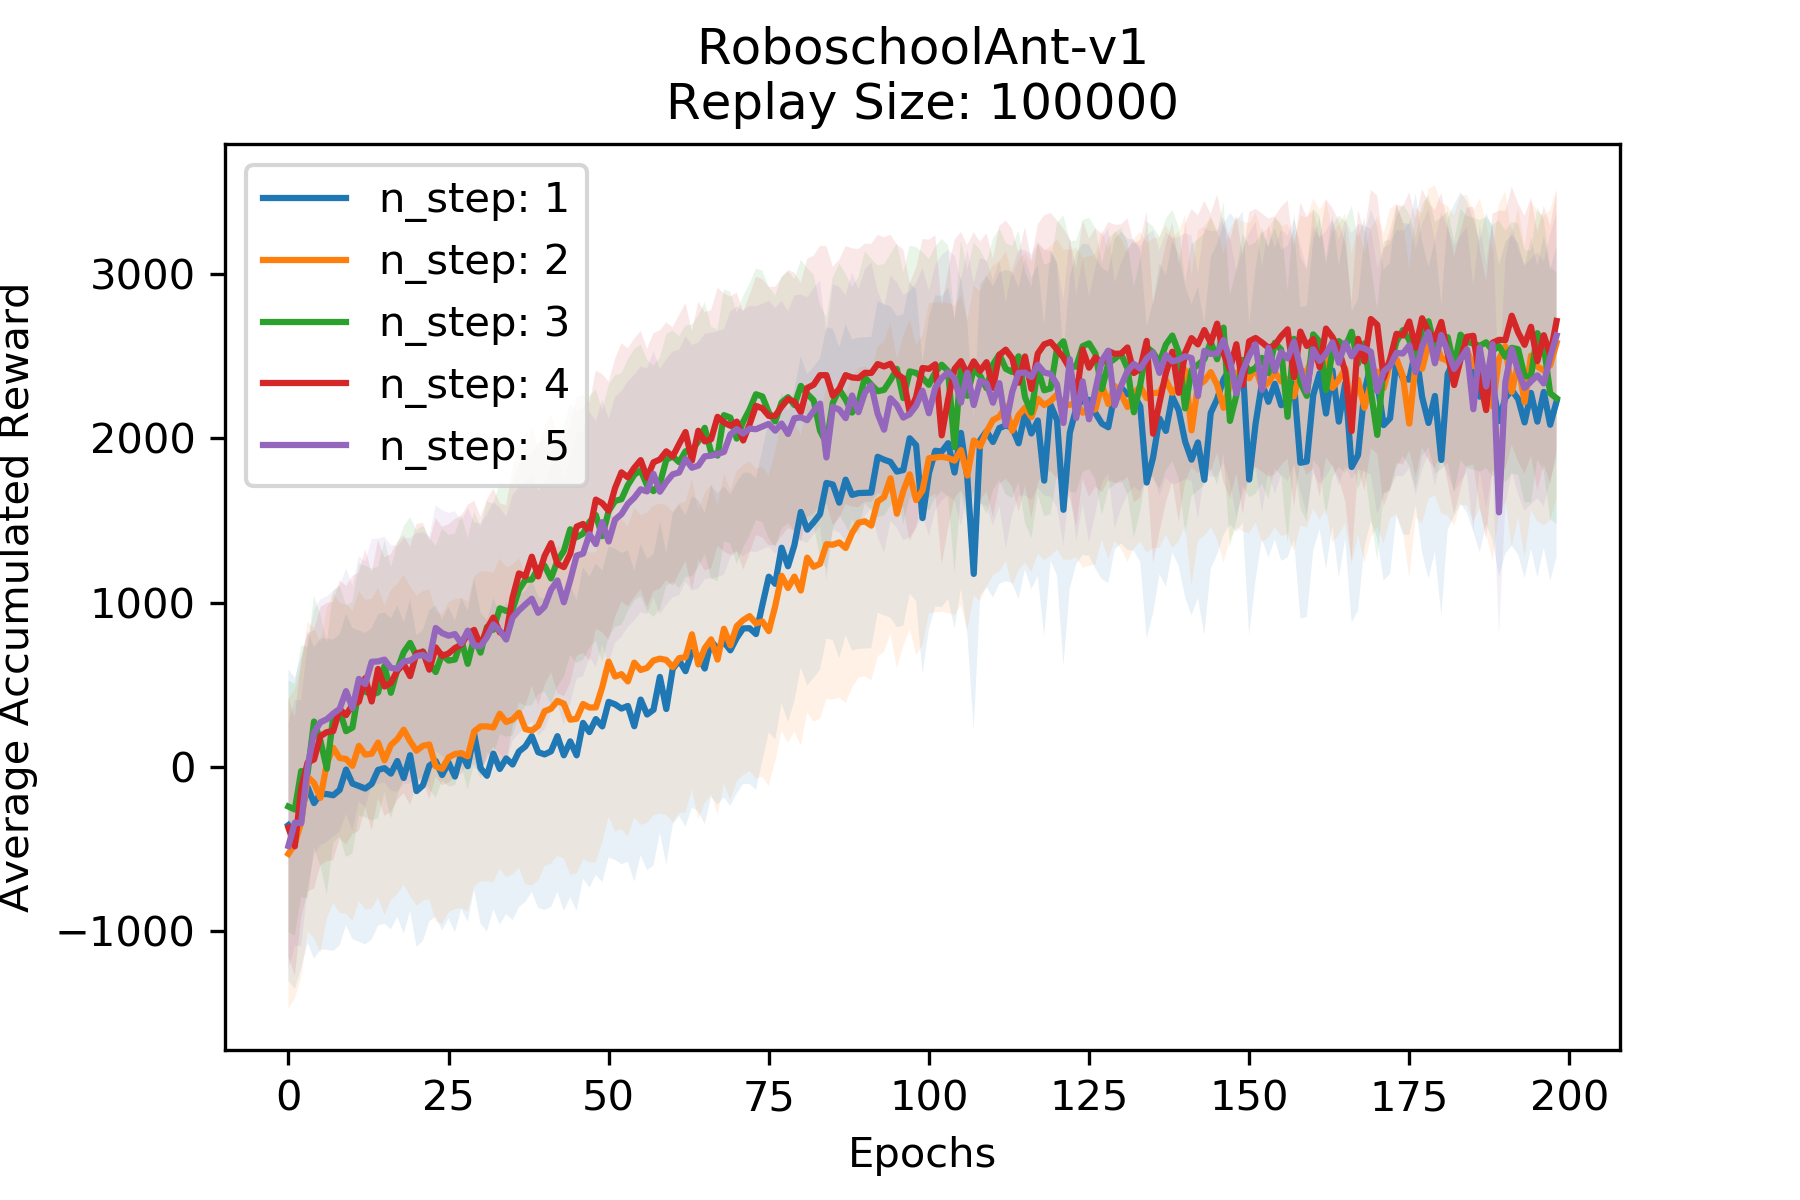 RoboschoolAnt-v1
Replay Size: 100000
n_step: 1
n_step: 2
n_step: 3
n_step: 4
n_step: 5
3000
2000
1000
0
−1000
Average Accumulated Reward
0 25 50 75 100 125 150 175 200
Epochs